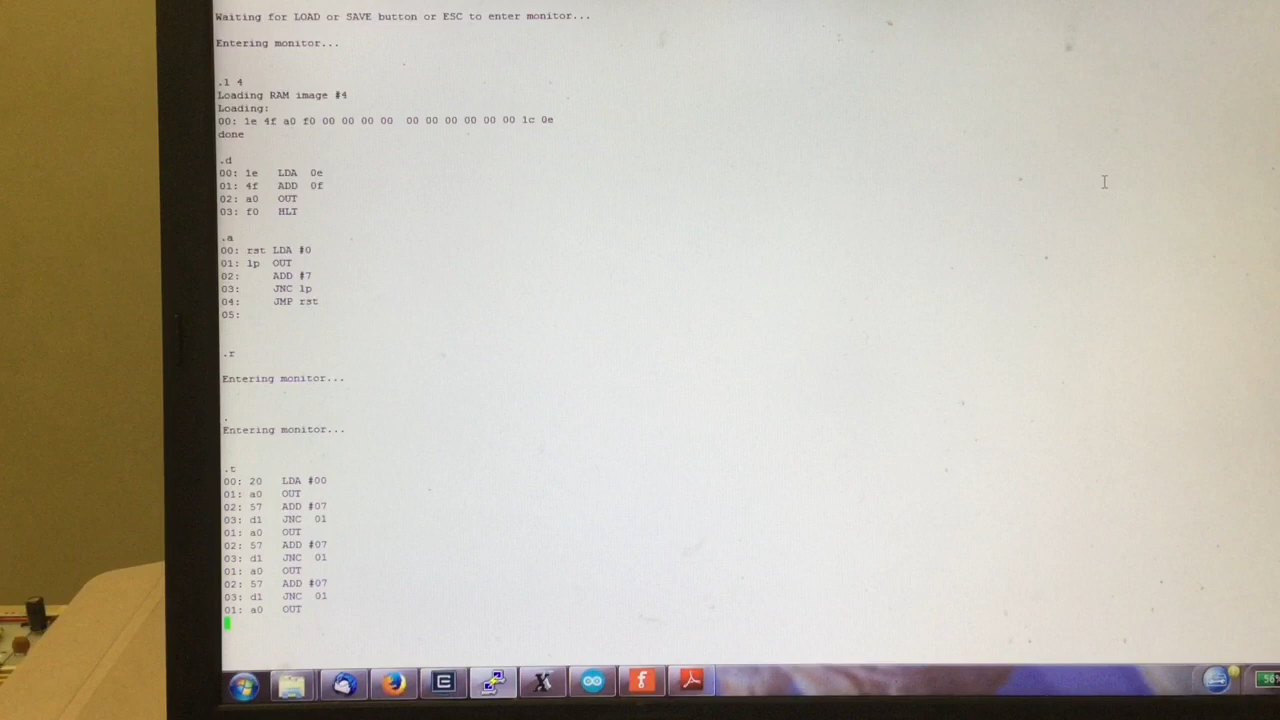 Waiting for LOAD or SAVE button or ESC to enter monitor...
Entering monitor...
.l 4
Loading RAM image #4
Loading:
00: 1e 4f a0 f0 00 00 00 00  00 00 00 00 00 00 1c 0e
done
.d
00: 1e   LDA  0e
01: 4f   ADD  0f
02: a0   OUT
03: f0   HLT
.a
00: rst LDA #0
01: lp  OUT
02:     ADD #7
03:     JNC lp
04:     JMP rst
05:
.r
Entering monitor...
.
Entering monitor...
.t
00: 20   LDA #00
01: a0   OUT
02: 57   ADD #07
03: d1   JNC  01
01: a0   OUT
02: 57   ADD #07
03: d1   JNC  01
01: a0   OUT
02: 57   ADD #07
03: d1   JNC  01
01: a0   OUT
56%